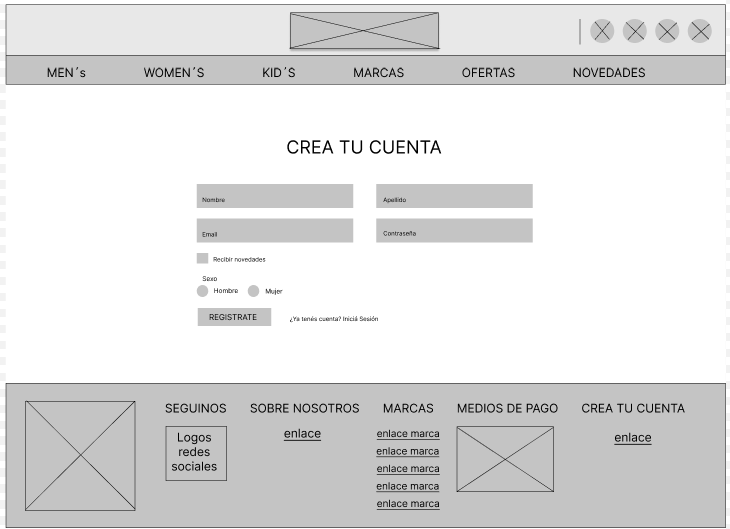 MEN´s WOMEN´S KID´S MARCAS OFERTAS NOVEDADES
CREA TU CUENTA
Nombre Apellido
Email Contraseña
Recibir novedades
Sexo
Hombre Mujer
REGISTRATE ¿Ya tenés cuenta? Iniciá Sesión
SEGUINOS SOBRE NOSOTROS MARCAS MEDIOS DE PAGO CREA TU CUENTA
Logos
redes
sociales
enlace
enlace marca
enlace marca
enlace marca
enlace marca
enlace marca
enlace